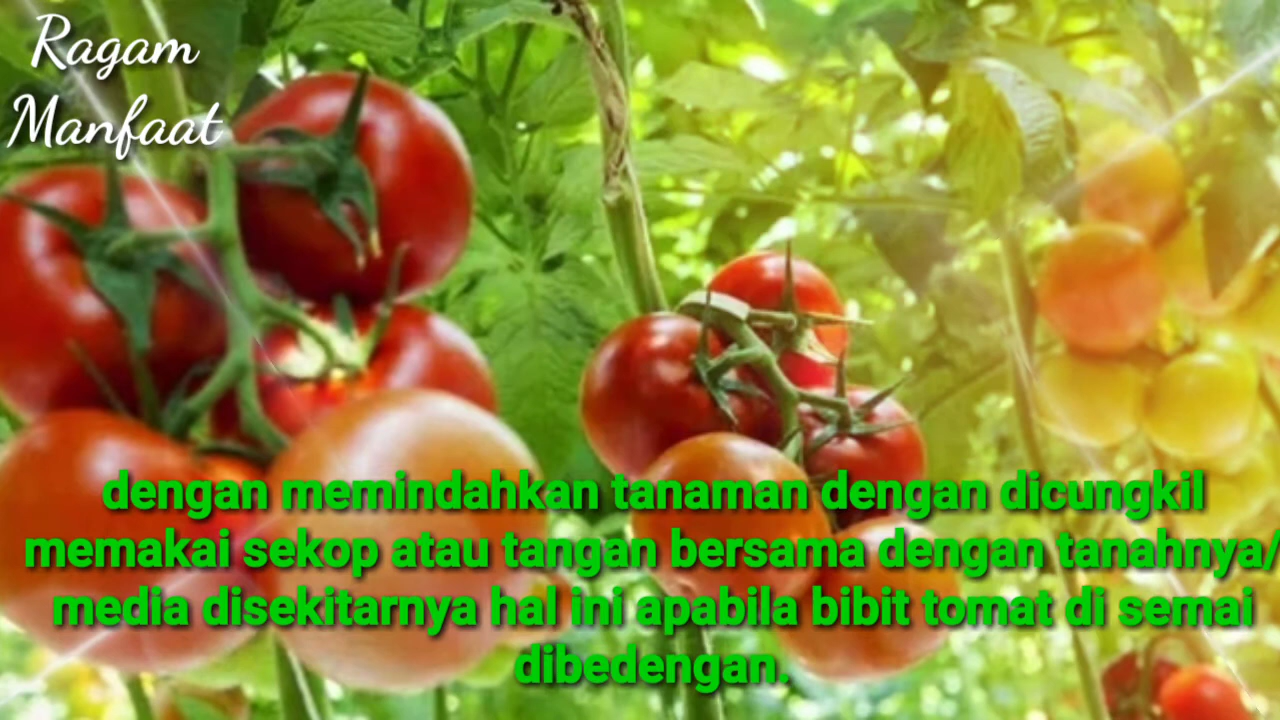 Ragam
Manfaat
dengan memindahkan tanaman dengan dicungkil
memakai sekop atau tangan bersama dengan tanahnya/
media disekitarnya hal ini apabila bibit tomat di semai
dibedengan.